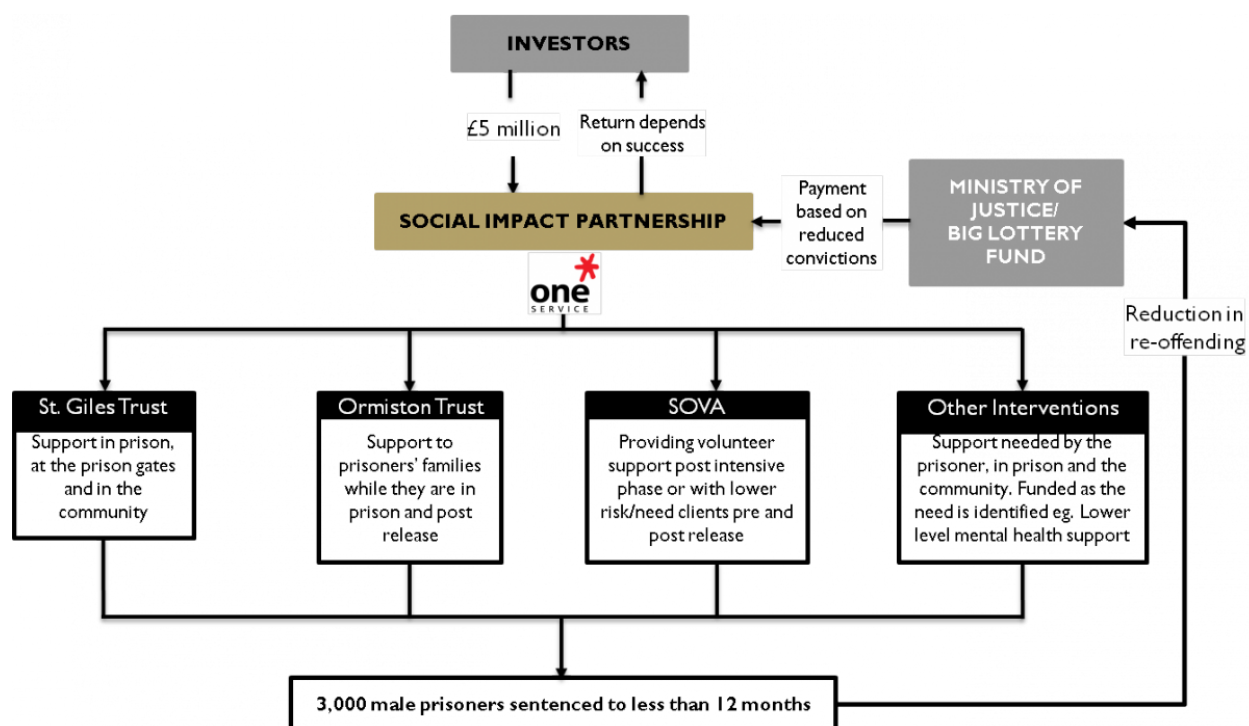 INVESTORS
£5 million
Return depends
on success
SOCIAL IMPACT PARTNERSHIP
Payment
based on
reduced
convictions
MINISTRY OF
JUSTICE/
BIG LOTTERY
FUND
one
SERVICE
Reduction in
re-offending
St. Giles Trust
Support in prison,
at the prison gates
and in the
community
Ormiston Trust
Support to
prisoners' families
while they are in
prison and post
release
SOVA
Providing volunteer
support post intensive
phase or with lower
risk/need clients pre and
post release
Other Interventions
Support needed by the
prisoner, in prison and the
community. Funded as the
need is identified eg. Lower
level mental health support
3,000 male prisoners sentenced to less than 12 months